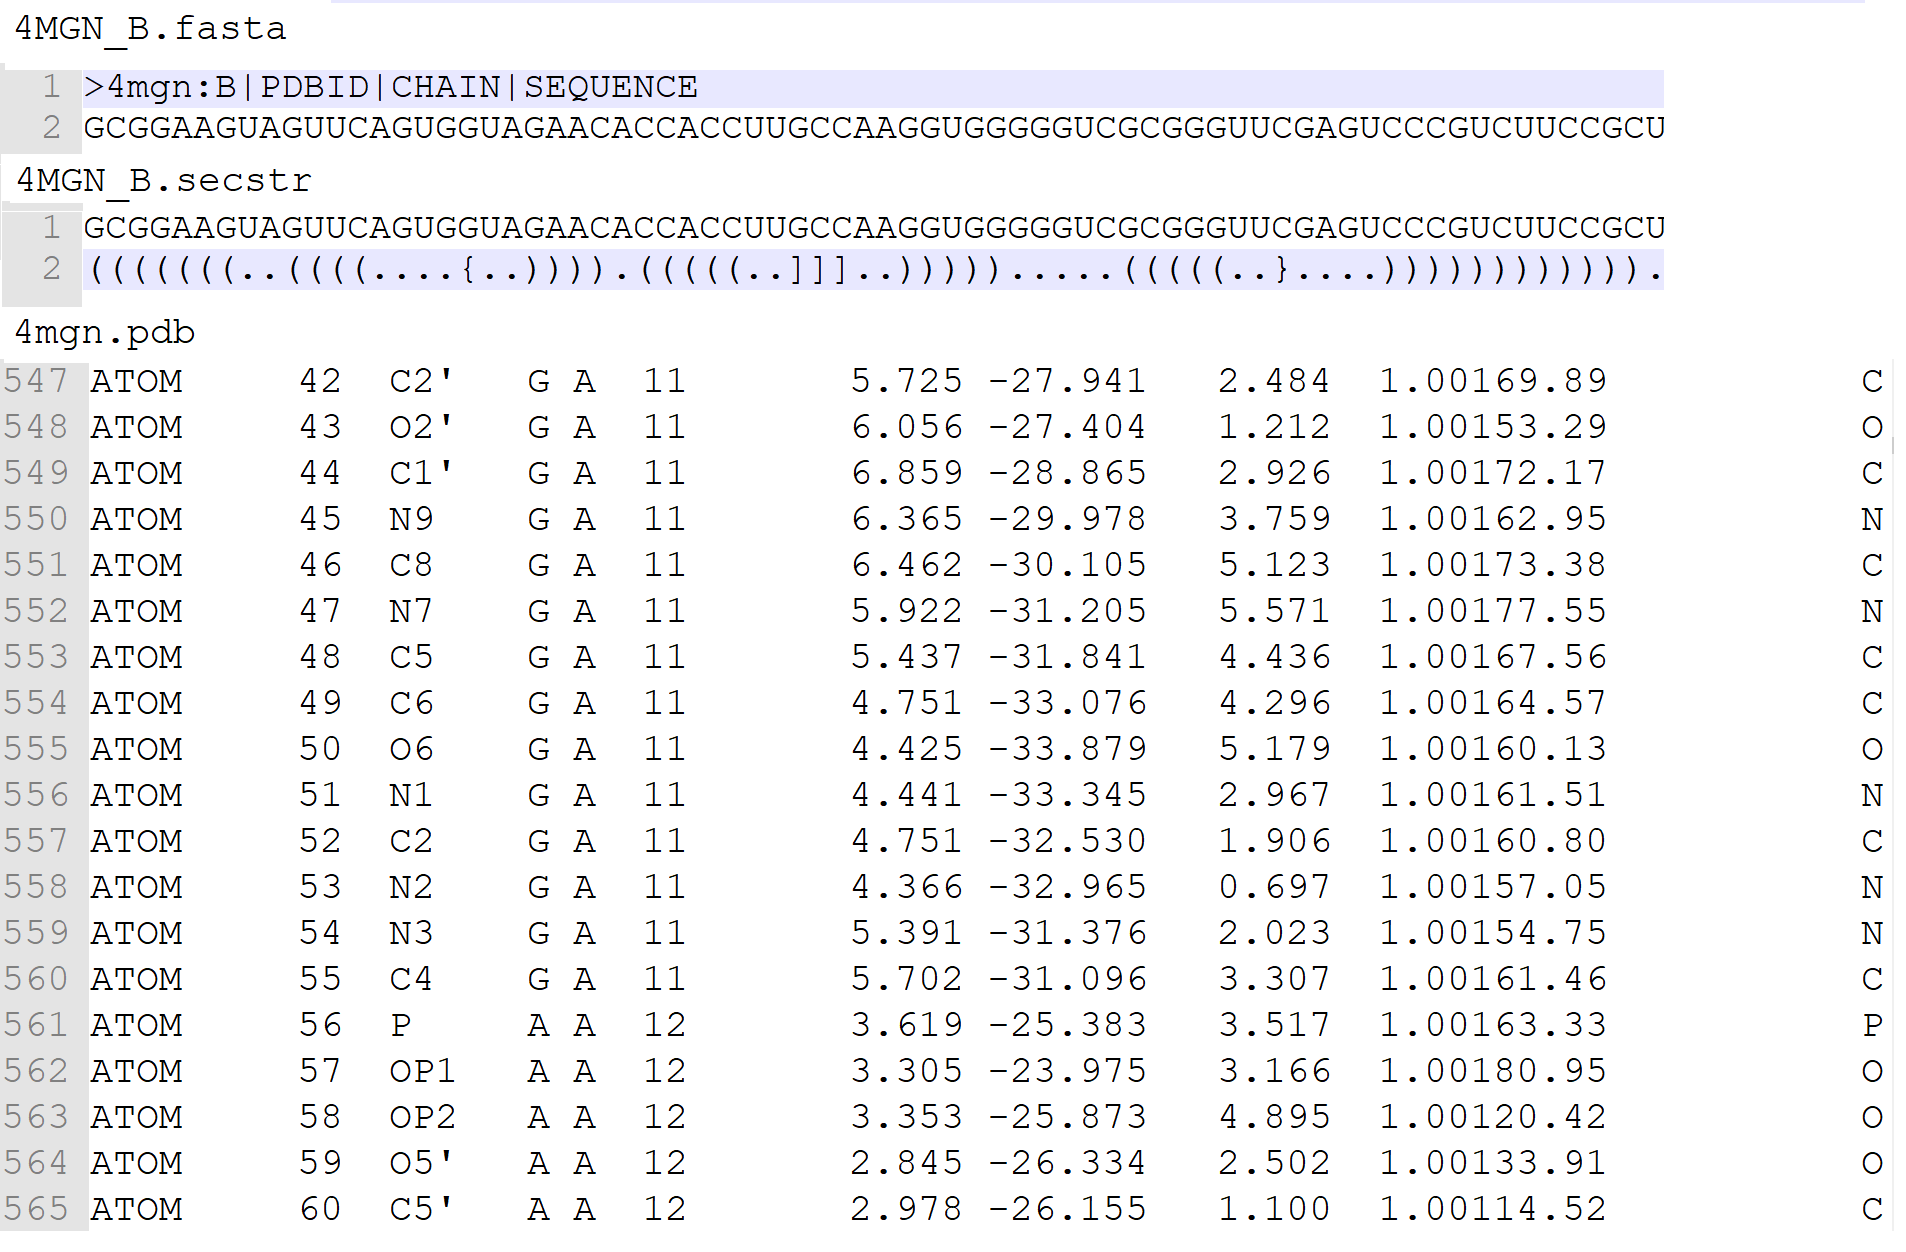 4MGN_B.fasta
1 >4mgn:B|PDBID|CHAIN|SEQUENCE
2 GCGGAAGUAGUUCAGUGGUAGAACACCACCUUGCCAAGGUGGGGGUCGCGGGUUCGAGUCCCGUCUUCCGCU
4MGN_B.secstr
1 GCGGAAGUAGUUCAGUGGUAGAACACCACCUUGCCAAGGUGGGGGUCGCGGGUUCGAGUCCCGUCUUCCGCU
2 (((((((..((((....{..)))).(((((..]]]..))))).....(((((..}....)))))))))))).
4mgn.pdb
547 ATOM 42 C2' G A 11 5.725 -27.941 2.484 1.00169.89 C
548 ATOM 43 O2' G A 11 6.056 -27.404 1.212 1.00153.29 O
549 ATOM 44 C1' G A 11 6.859 -28.865 2.926 1.00172.17 C
550 ATOM 45 N9 G A 11 6.365 -29.978 3.759 1.00162.95 N
551 ATOM 46 C8 G A 11 6.462 -30.105 5.123 1.00173.38 C
552 ATOM 47 N7 G A 11 5.922 -31.205 5.571 1.00177.55 N
553 ATOM 48 C5 G A 11 5.437 -31.841 4.436 1.00167.56 C
554 ATOM 49 C6 G A 11 4.751 -33.076 4.296 1.00164.57 C
555 ATOM 50 O6 G A 11 4.425 -33.879 5.179 1.00160.13 O
556 ATOM 51 N1 G A 11 4.441 -33.345 2.967 1.00161.51 N
557 ATOM 52 C2 G A 11 4.751 -32.530 1.906 1.00160.80 C
558 ATOM 53 N2 G A 11 4.366 -32.965 0.697 1.00157.05 N
559 ATOM 54 N3 G A 11 5.391 -31.376 2.023 1.00154.75 N
560 ATOM 55 C4 G A 11 5.702 -31.096 3.307 1.00161.46 C
561 ATOM 56 P A A 12 3.619 -25.383 3.517 1.00163.33 P
562 ATOM 57 OP1 A A 12 3.305 -23.975 3.166 1.00180.95 O
563 ATOM 58 OP2 A A 12 3.353 -25.873 4.895 1.00120.42 O
564 ATOM 59 O5' A A 12 2.845 -26.334 2.502 1.00133.91 O
565 ATOM 60 C5' A A 12 2.978 -26.155 1.100 1.00114.52 C